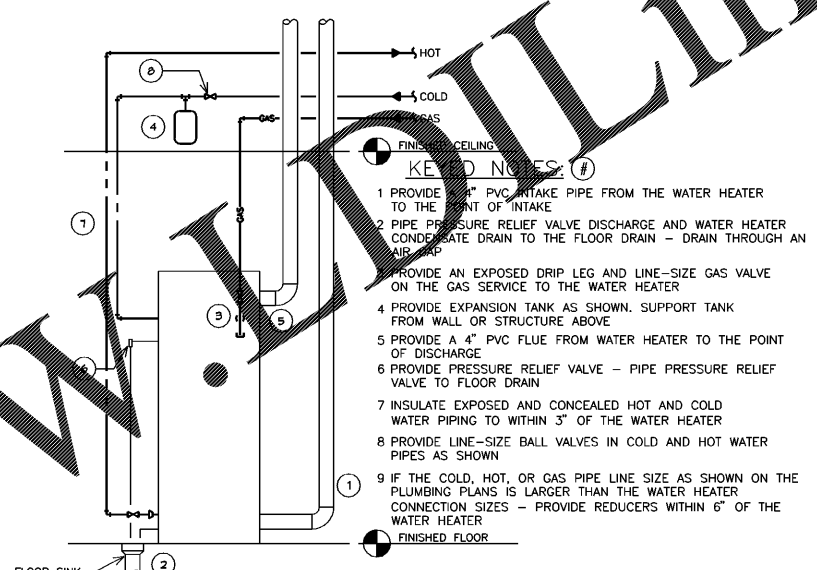 HOT
8
COLD
4
GAS
GAS
FINISHED CEILING
KEYED NOTES: #
1 PROVIDE A 4" PVC INTAKE PIPE FROM THE WATER HEATER
TO THE POINT OF INTAKE
7
GAS
2 PIPE PRESSURE RELIEF VALVE DISCHARGE AND WATER HEATER
CONDENSATE DRAIN TO THE FLOOR DRAIN - DRAIN THROUGH AN
AIR GAP
3 PROVIDE AN EXPOSED DRIP LEG AND LINE-SIZE GAS VALVE
ON THE GAS SERVICE TO THE WATER HEATER
3
5
4 PROVIDE EXPANSION TANK AS SHOWN. SUPPORT TANK
FROM WALL OR STRUCTURE ABOVE
5 PROVIDE A 4" PVC FLUE FROM WATER HEATER TO THE POINT
OF DISCHARGE
6
6 PROVIDE PRESSURE RELIEF VALVE - PIPE PRESSURE RELIEF
VALVE TO FLOOR DRAIN
7 INSULATE EXPOSED AND CONCEALED HOT AND COLD
WATER PIPING TO WITHIN 3" OF THE WATER HEATER
8 PROVIDE LINE-SIZE BALL VALVES IN COLD AND HOT WATER
PIPES AS SHOWN
1
9 IF THE COLD, HOT, OR GAS PIPE LINE SIZE AS SHOWN ON THE
PLUMBING PLANS IS LARGER THAN THE WATER HEATER
CONNECTION SIZES - PROVIDE REDUCERS WITHIN 6" OF THE
WATER HEATER
FINISHED FLOOR
2
FLOOR SINK